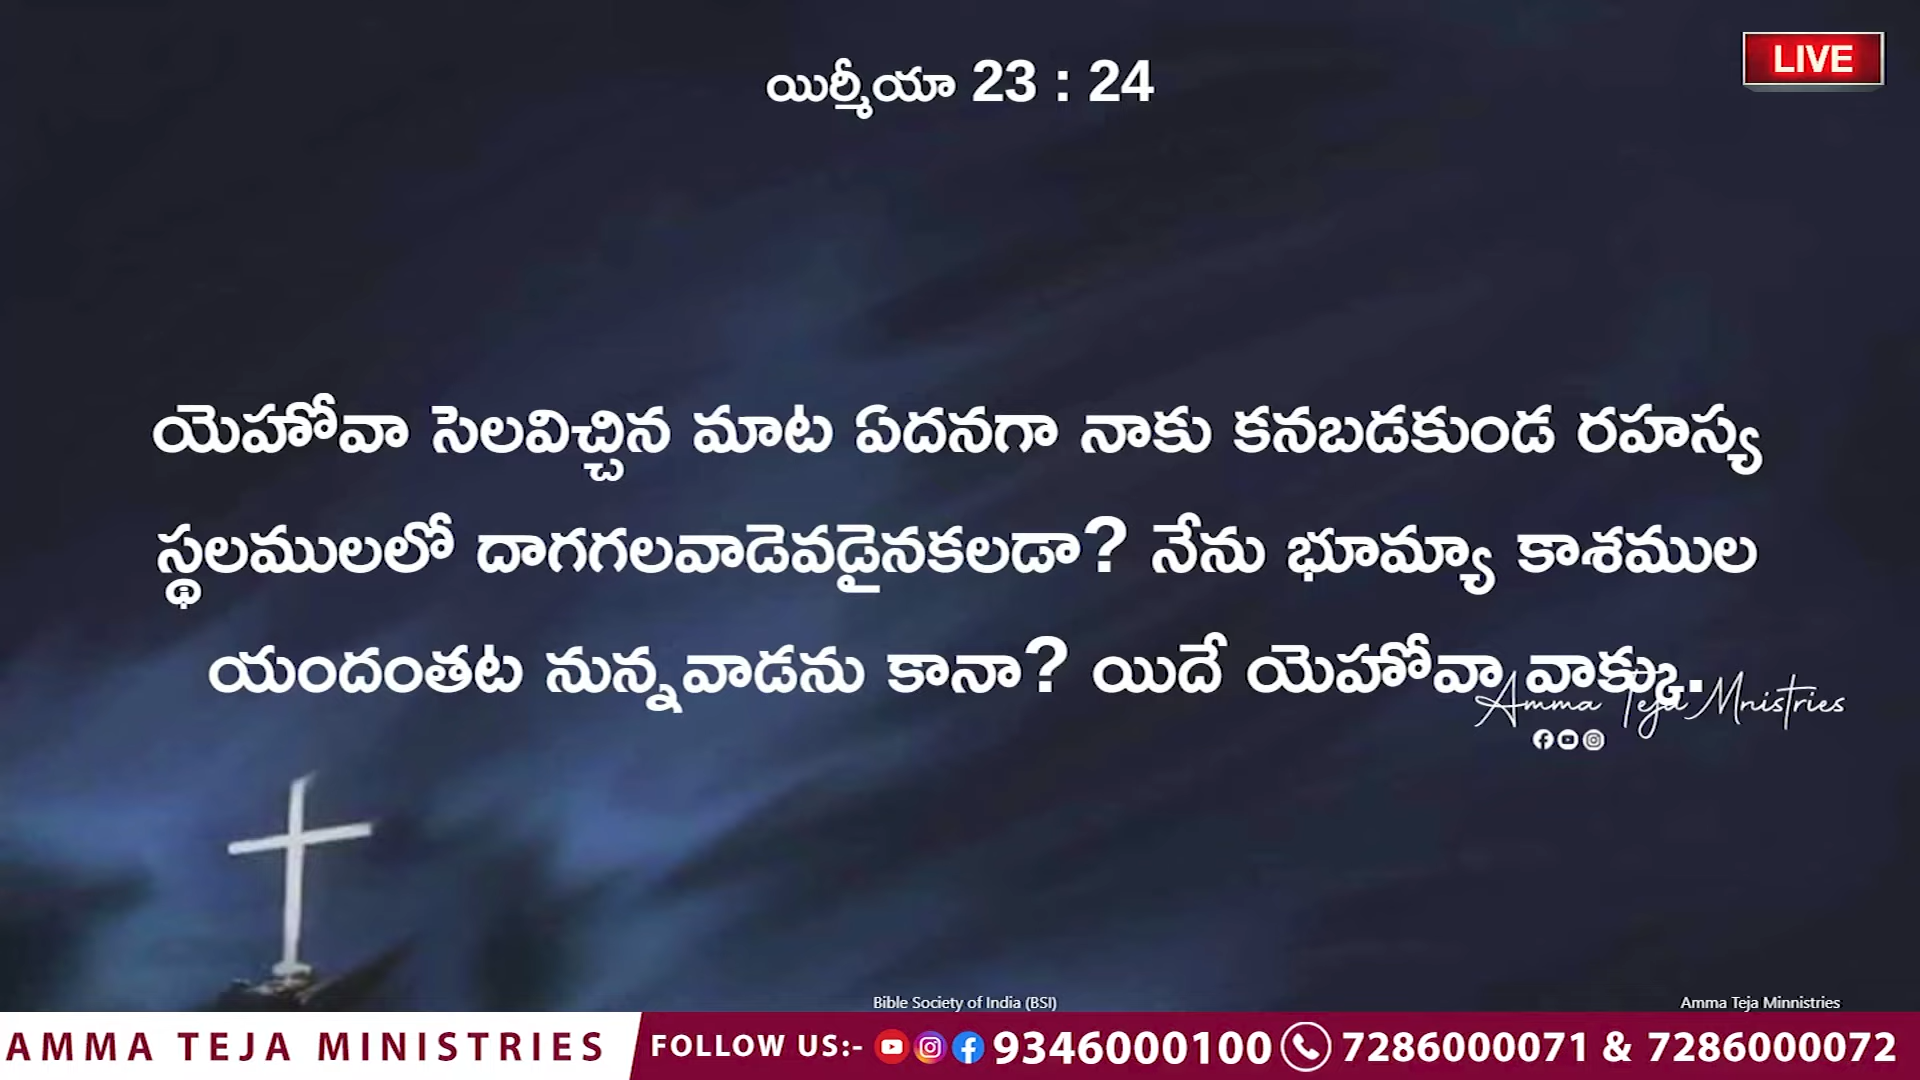 యిర్మీయా 23 : 24
LIVE
యెహోవా సెలవిచ్చిన మాట ఏదనగా నాకు కనబడకుండ రహస్య
స్థలములలో దాగగలవాడెవడైనకలడా? నేను భూమ్యా కాశముల
యందంతట నున్నవాడను కానా? యిదే యెహోవా వాక్కు.
Amma Teja Mnistries
Bible Society of India (BSI)
Amma Teja Minnistries
AMMA TEJA MINISTRIES
FOLLOW US:- 9346000100 7286000071 & 7286000072